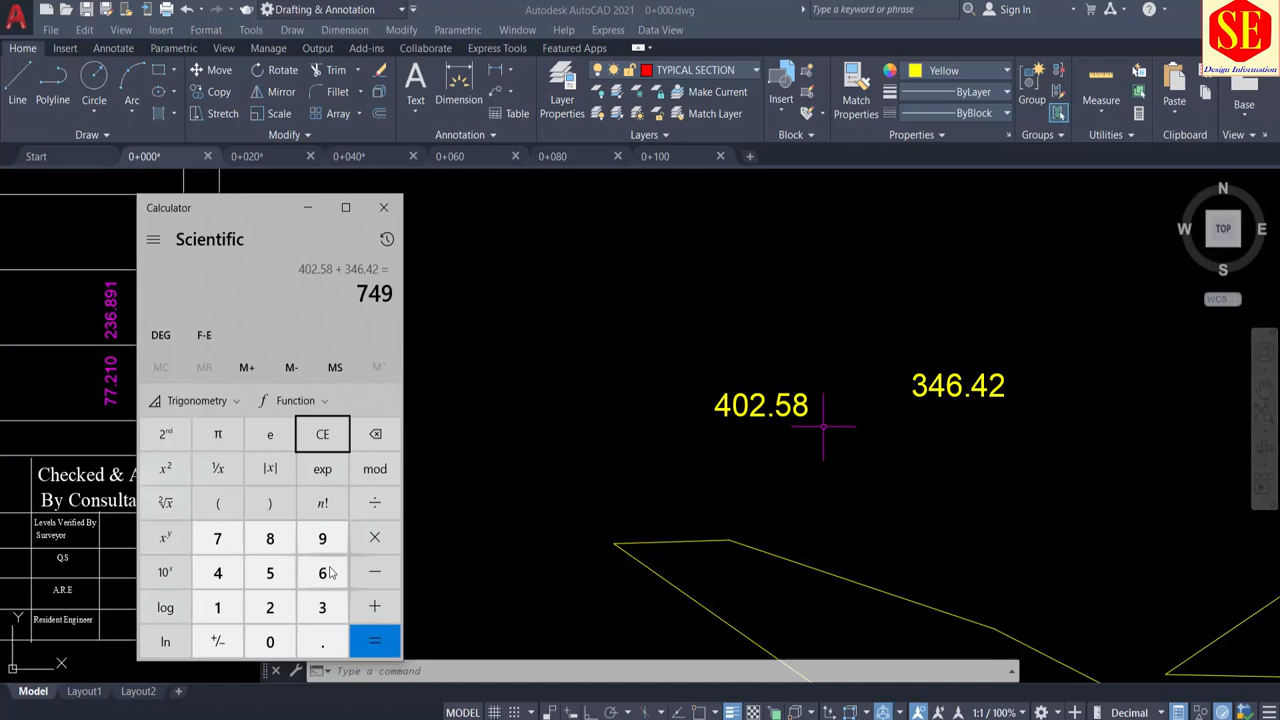 Drafting & Annotation
Autodesk AutoCAD 2021 0+000.dwg
Type a keyword or phrase
Sign In
File Edit View Insert Format Tools Draw Dimension Modify Parametric Window Help Express Data View
Home Insert Annotate Parametric View Manage Output Add-ins Collaborate Express Tools Featured Apps
SE
Design Information
Line Polyline Circle Arc
Move Rotate Trim
Copy Mirror Fillet
Stretch Scale Array
Text Dimension Table
Layer Properties
TYPICAL SECTION
Make Current
Match Layer
Insert
Match Properties
Yellow
ByLayer
ByBlock
Group
Measure
Paste
Base
Draw Modify Annotation Layers Block Properties Groups Utilities Clipboard View
Start 0+000* 0+020* 0+040* 0+060 0+080 0+100
236.891
77.210
Calculator
Scientific
402.58 + 346.42 =
749
DEG F-E
MC MR M+ M- MS M˅
Trigonometry Function
2ⁿᵈ π e CE
x² ¹/x |x| exp mod
²√x ( ) n! ÷
xʸ 7 8 9 ×
10ˣ 4 5 6 −
log 1 2 3 +
ln +/− 0 . =
402.58
346.42
N
W TOP E
S
WCS
Checked & A
By Consulta
Levels Verified By
Surveyor
Q.S
A.R.E
Resident Engineer
Y
X
Type a command
Model Layout1 Layout2 +
MODEL 1:1 / 100% Decimal